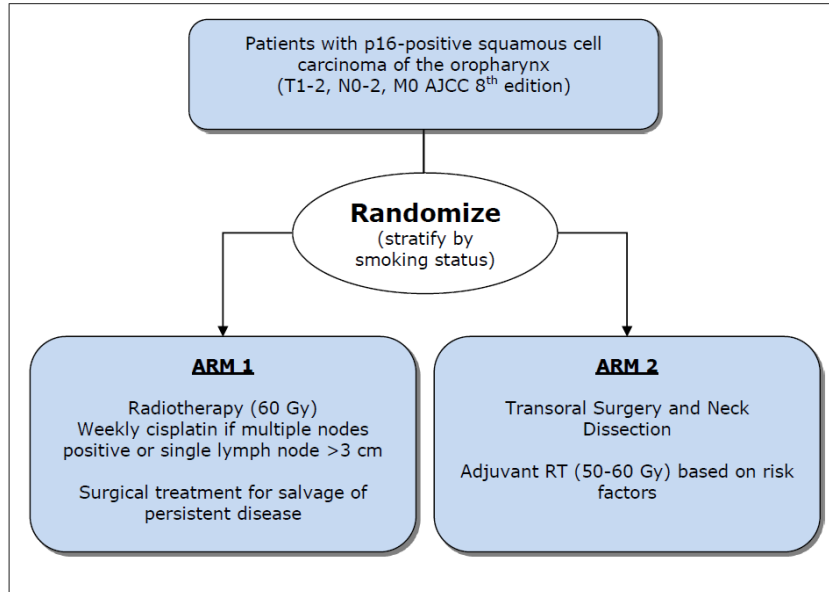 Patients with p16-positive squamous cell
carcinoma of the oropharynx
(T1-2, N0-2, M0 AJCC 8th edition)
Randomize
(stratify by
smoking status)
ARM 1
Radiotherapy (60 Gy)
Weekly cisplatin if multiple nodes
positive or single lymph node >3 cm
Surgical treatment for salvage of
persistent disease
ARM 2
Transoral Surgery and Neck
Dissection
Adjuvant RT (50-60 Gy) based on risk
factors